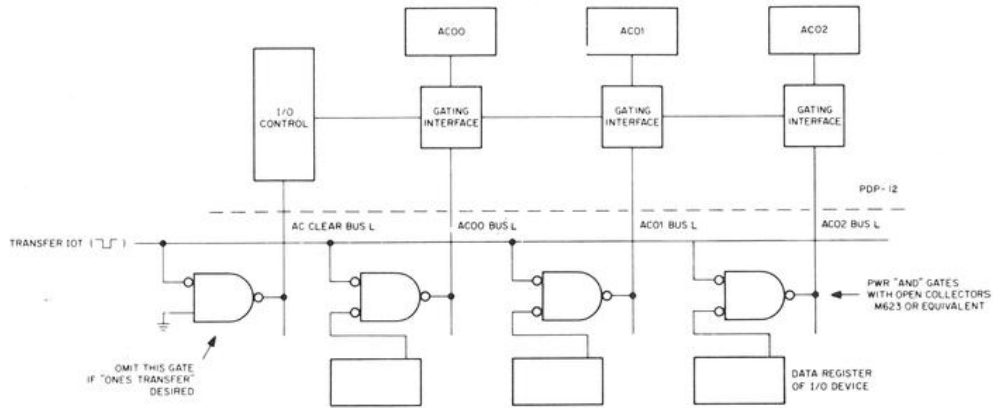 AC00
AC01
AC02
I/O
CONTROL
GATING
INTERFACE
GATING
INTERFACE
GATING
INTERFACE
PDP-12
AC CLEAR BUS L
AC00 BUS L
AC01 BUS L
AC02 BUS L
TRANSFER IOT ( )
PWR "AND" GATES
WITH OPEN COLLECTORS
M623 OR EQUIVALENT
OMIT THIS GATE
IF "ONES TRANSFER"
DESIRED
DATA REGISTER
OF I/O DEVICE